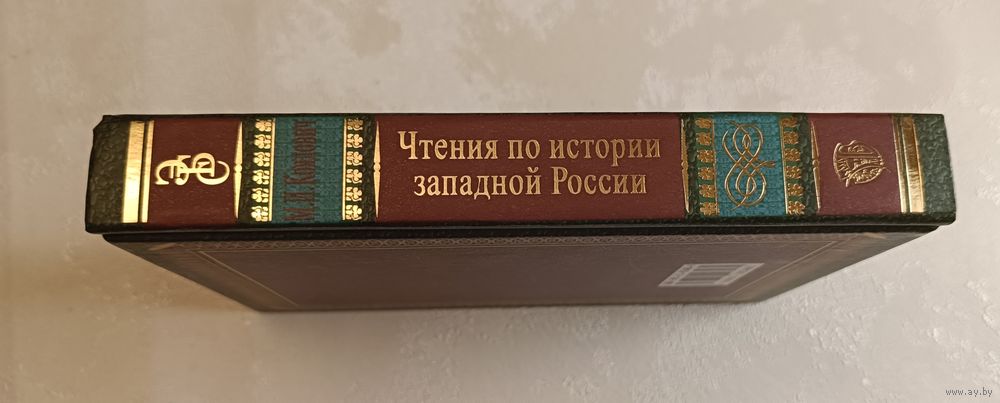 М.И. Коялович
Чтения по истории
западной России
www.ay.by